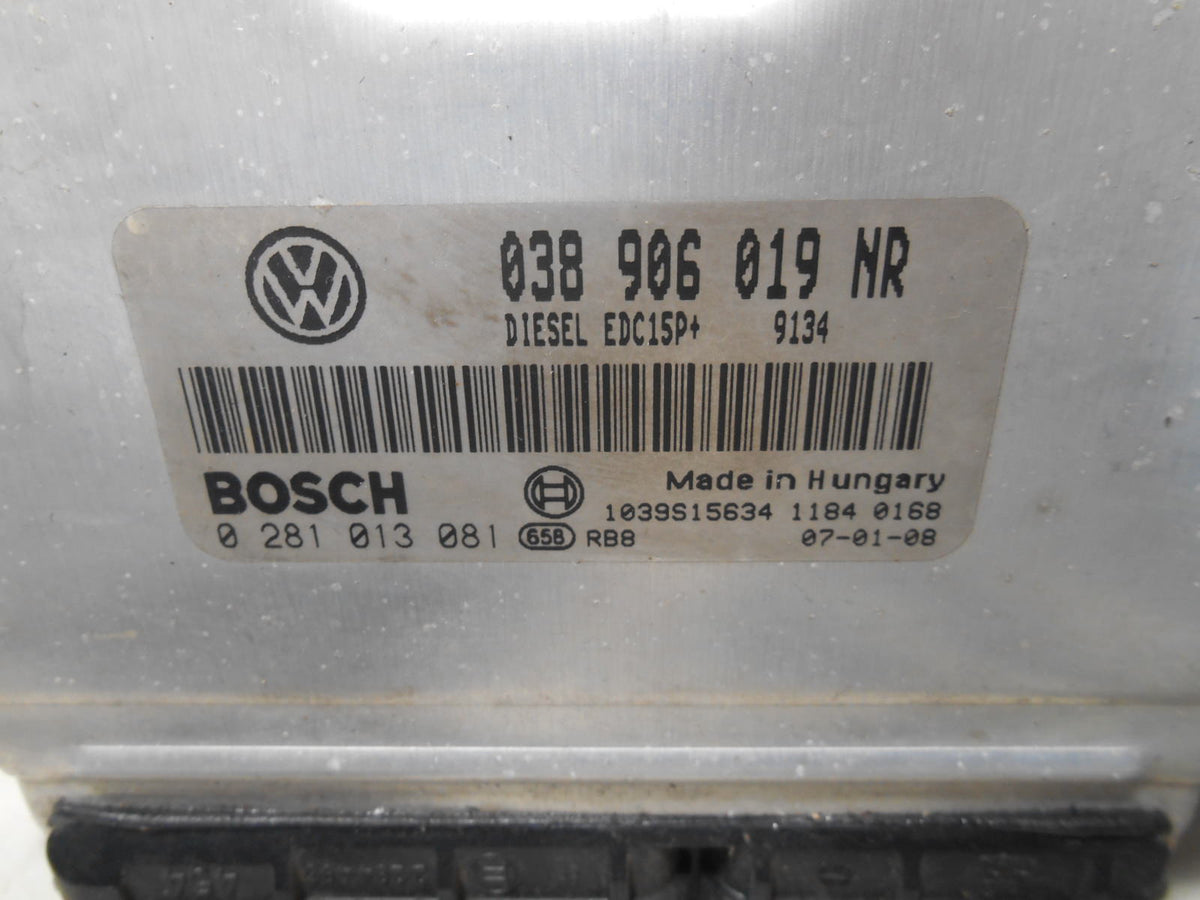 038 906 019 NR
DIESEL EDC15P+ 9134
BOSCH
Made in Hungary
1039S15634 1184 0168
0 281 013 081 658 RB8 07-01-08